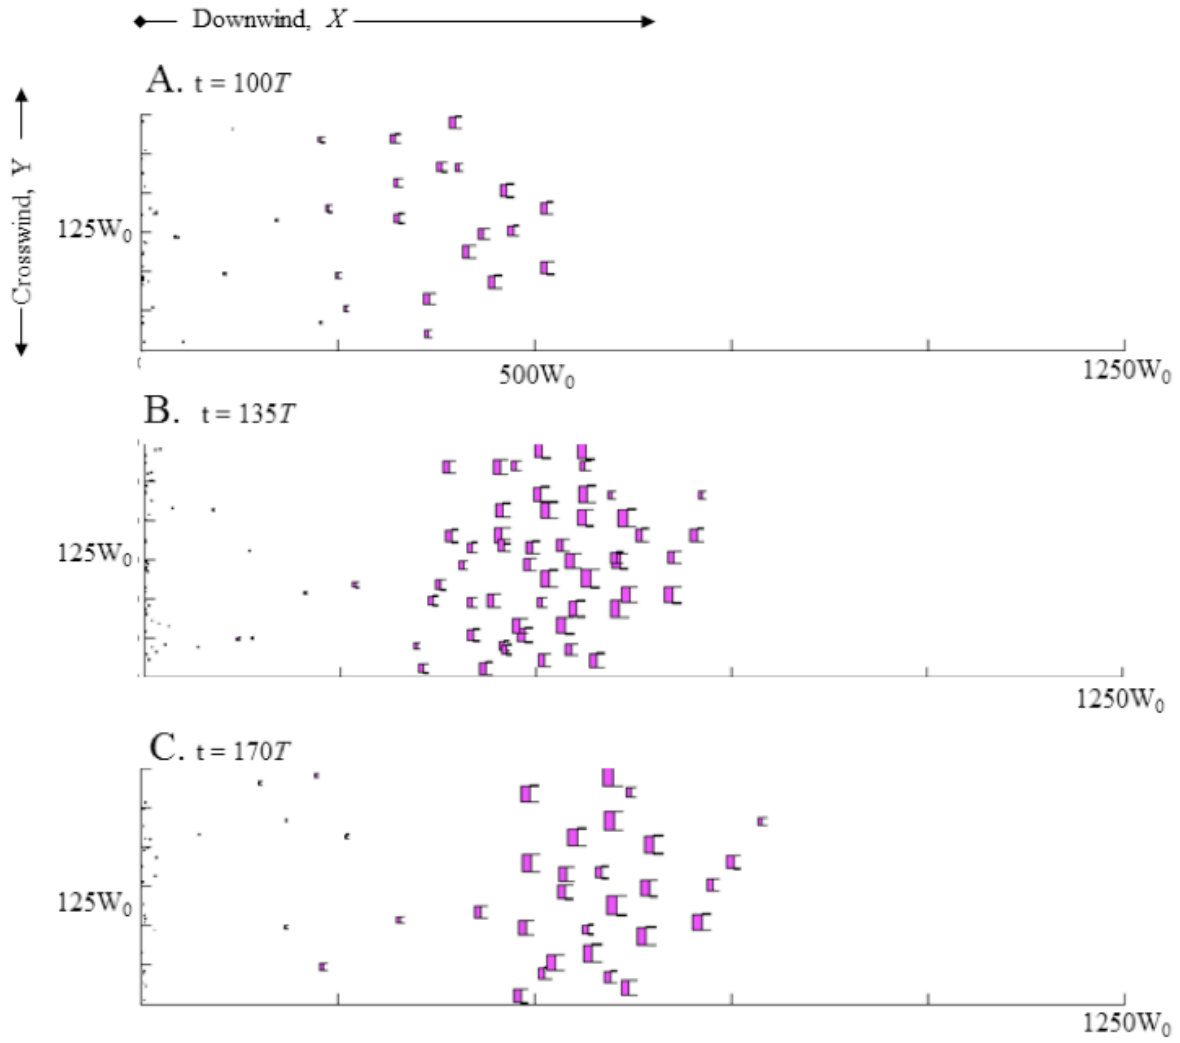 Downwind, X
A. t = 100T
Crosswind, Y
125W₀
500W₀
1250W₀
B. t = 135T
125W₀
1250W₀
C. t = 170T
125W₀
1250W₀